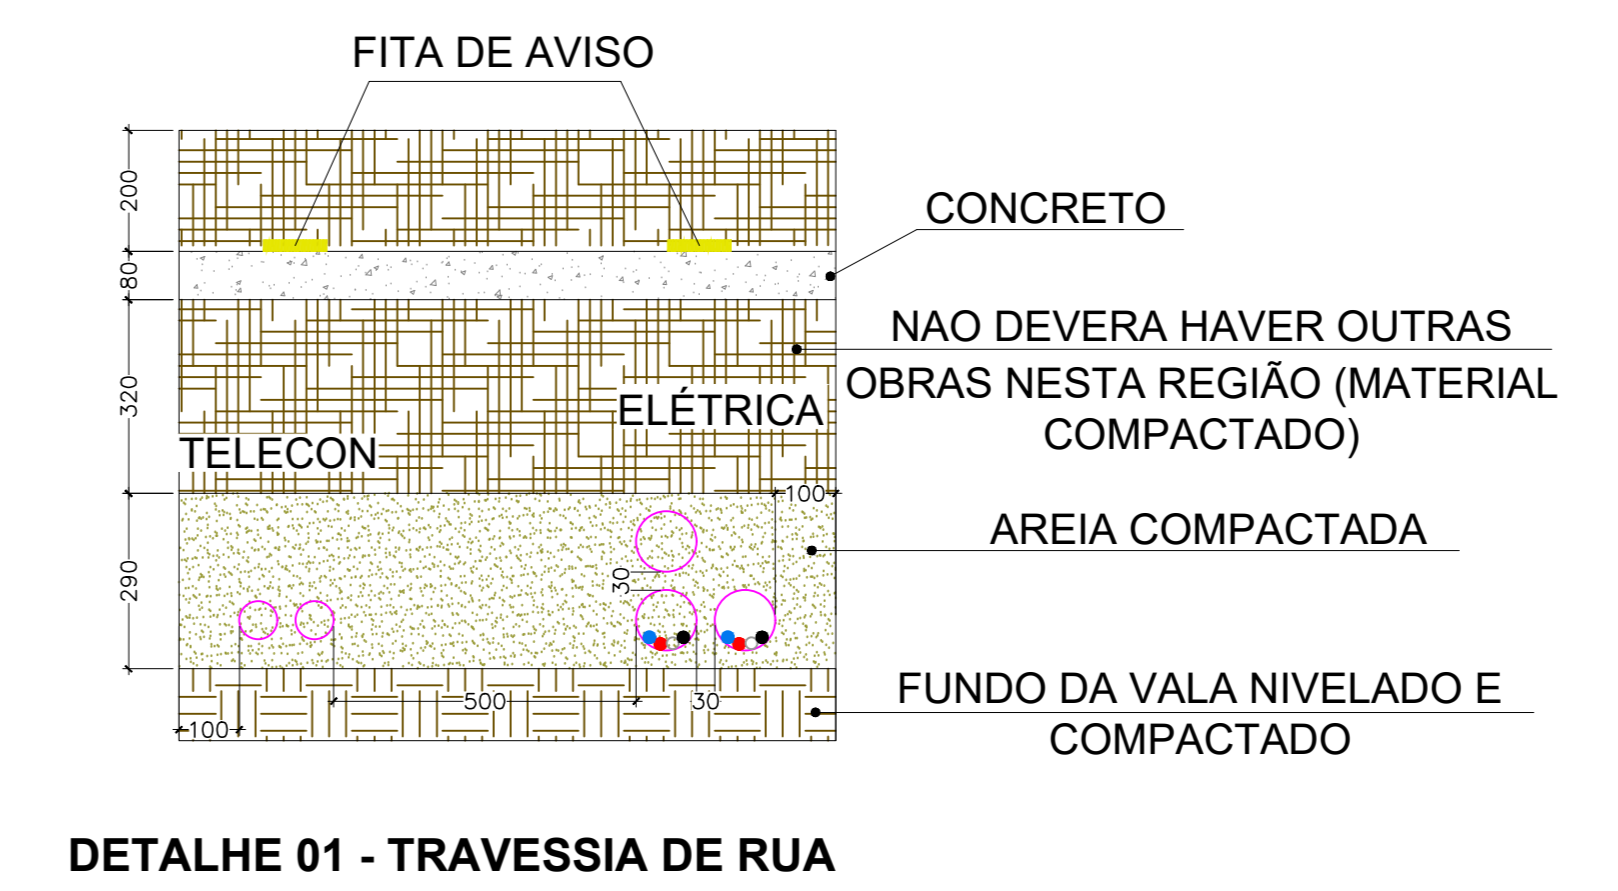 FITA DE AVISO
200
CONCRETO
80
NAO DEVERA HAVER OUTRAS
OBRAS NESTA REGIÃO (MATERIAL
COMPACTADO)
320
ELÉTRICA
TELECON
100
AREIA COMPACTADA
290
30
FUNDO DA VALA NIVELADO E
COMPACTADO
500
30
100
DETALHE 01 - TRAVESSIA DE RUA